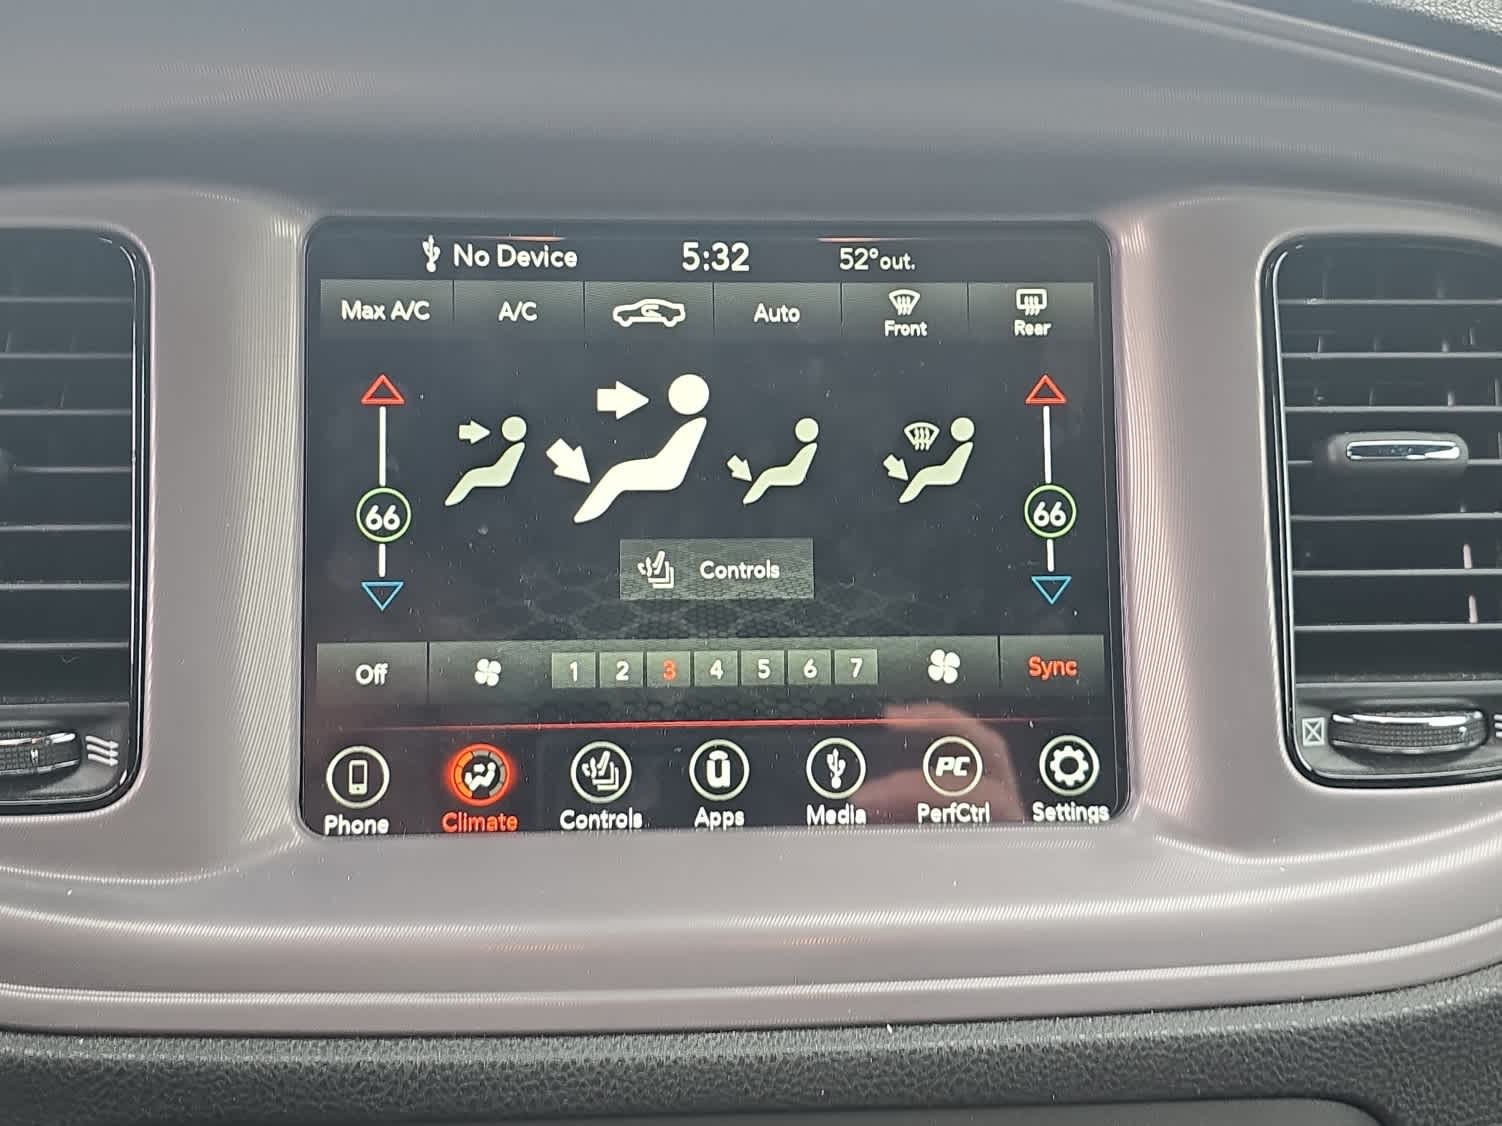 No Device 5:32 52°out.
Max A/C A/C Auto Front Rear
66 66
Controls
Off 1 2 3 4 5 6 7 Sync
PC
Phone Climate Controls Apps Media PerfCtrl Settings